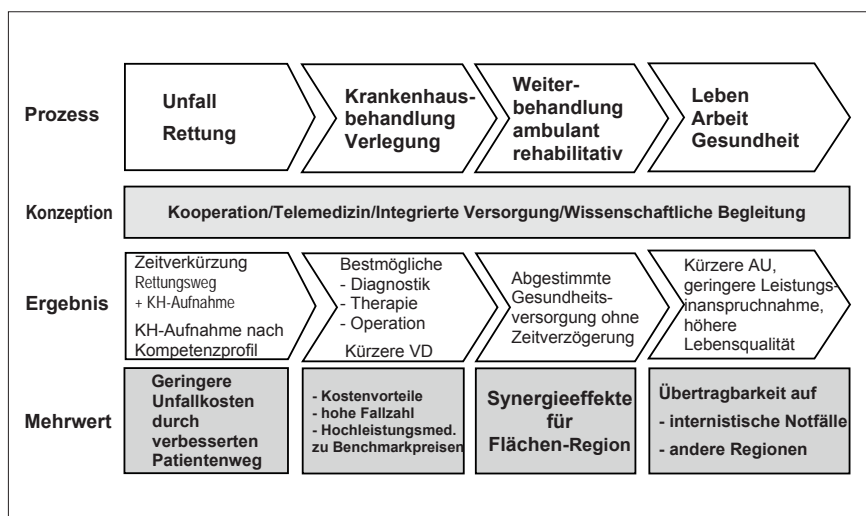 Prozess
Unfall
Rettung
Krankenhaus-
behandlung
Verlegung
Weiter-
behandlung
ambulant
rehabilitativ
Leben
Arbeit
Gesundheit
Konzeption
Kooperation/Telemedizin/Integrierte Versorgung/Wissenschaftliche Begleitung
Ergebnis
Zeitverkürzung
Rettungsweg
+ KH-Aufnahme
KH-Aufnahme nach
Kompetenzprofil
Bestmögliche
- Diagnostik
- Therapie
- Operation
Kürzere VD
Abgestimmte
Gesundheits-
versorgung ohne
Zeitverzögerung
Kürzere AU,
geringere Leistungs-
inanspruchnahme,
höhere
Lebensqualität
Mehrwert
Geringere
Unfallkosten
durch
verbesserten
Patientenweg
- Kostenvorteile
- hohe Fallzahl
- Hochleistungsmed.
zu Benchmarkpreisen
Synergieeffekte
für
Flächen-Region
Übertragbarkeit auf
- internistische Notfälle
- andere Regionen